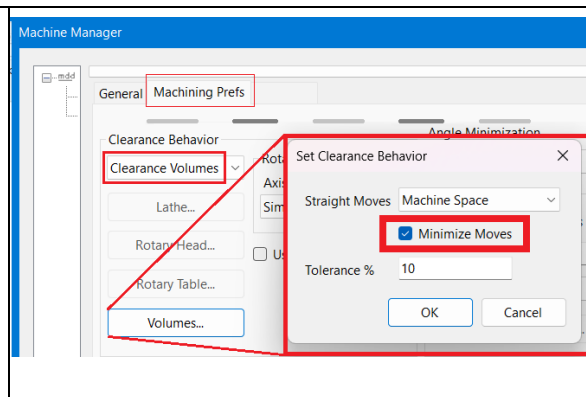 Machine Manager
mdd
General Machining Prefs
Clearance Behavior
Clearance Volumes
Lathe...
Rotary Head...
Rotary Table...
Volumes...
Angle Minimization
Set Clearance Behavior
Straight Moves Machine Space
Minimize Moves
Tolerance % 10
OK Cancel